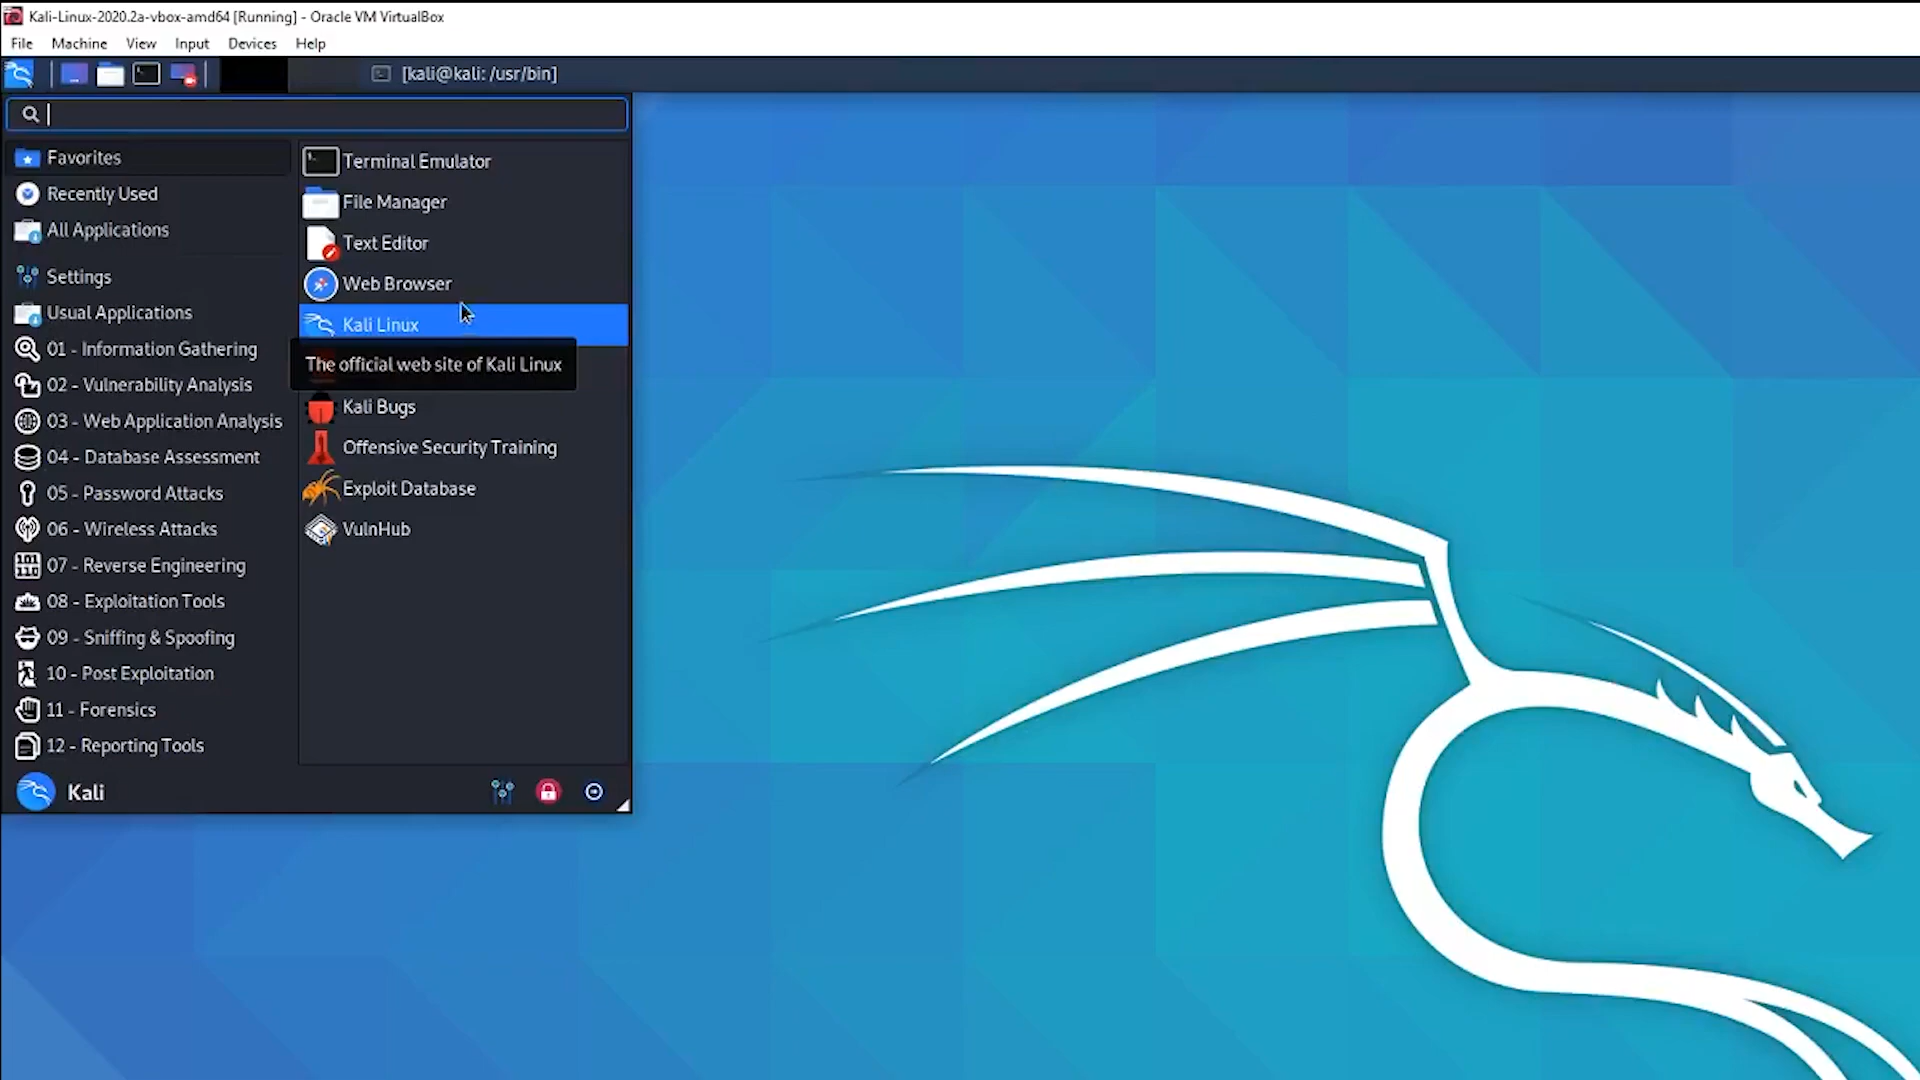 Kali-Linux-2020.2a-vbox-amd64 [Running] - Oracle VM VirtualBox
File Machine View Input Devices Help
[kali@kali: /usr/bin]
Favorites
Recently Used
All Applications
Settings
Usual Applications
01 - Information Gathering
02 - Vulnerability Analysis
03 - Web Application Analysis
04 - Database Assessment
05 - Password Attacks
06 - Wireless Attacks
07 - Reverse Engineering
08 - Exploitation Tools
09 - Sniffing & Spoofing
10 - Post Exploitation
11 - Forensics
12 - Reporting Tools
Terminal Emulator
File Manager
Text Editor
Web Browser
Kali Linux
The official web site of Kali Linux
Kali Bugs
Offensive Security Training
Exploit Database
VulnHub
Kali